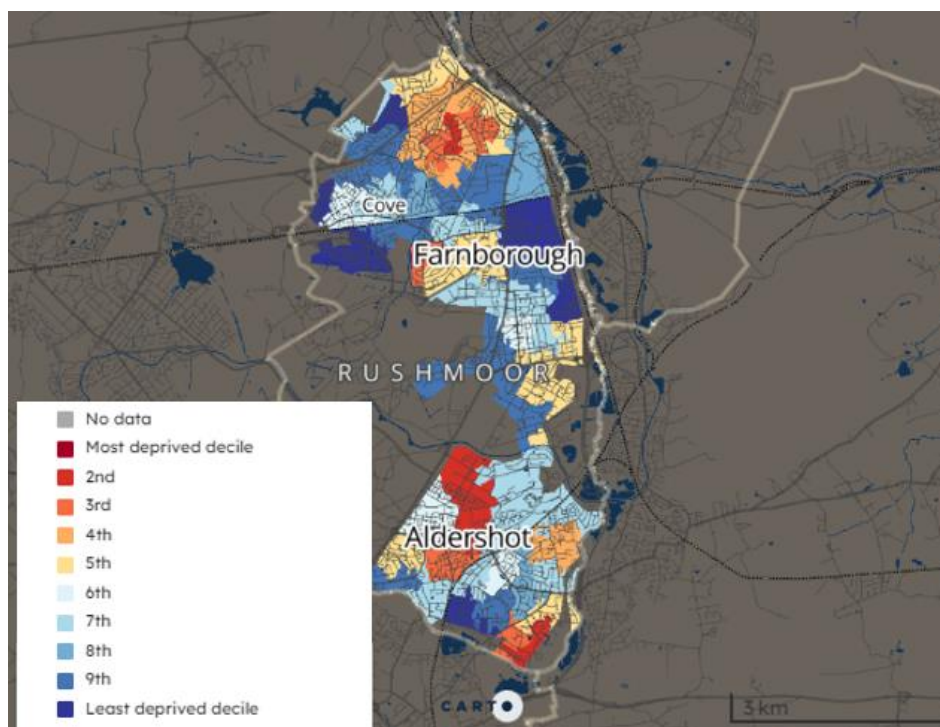 Cove
Farnborough
RUSHMOOR
No data
Most deprived decile
2nd
3rd
Aldershot
4th
5th
6th
7th
8th
9th
Least deprived decile
CARTO
3 km